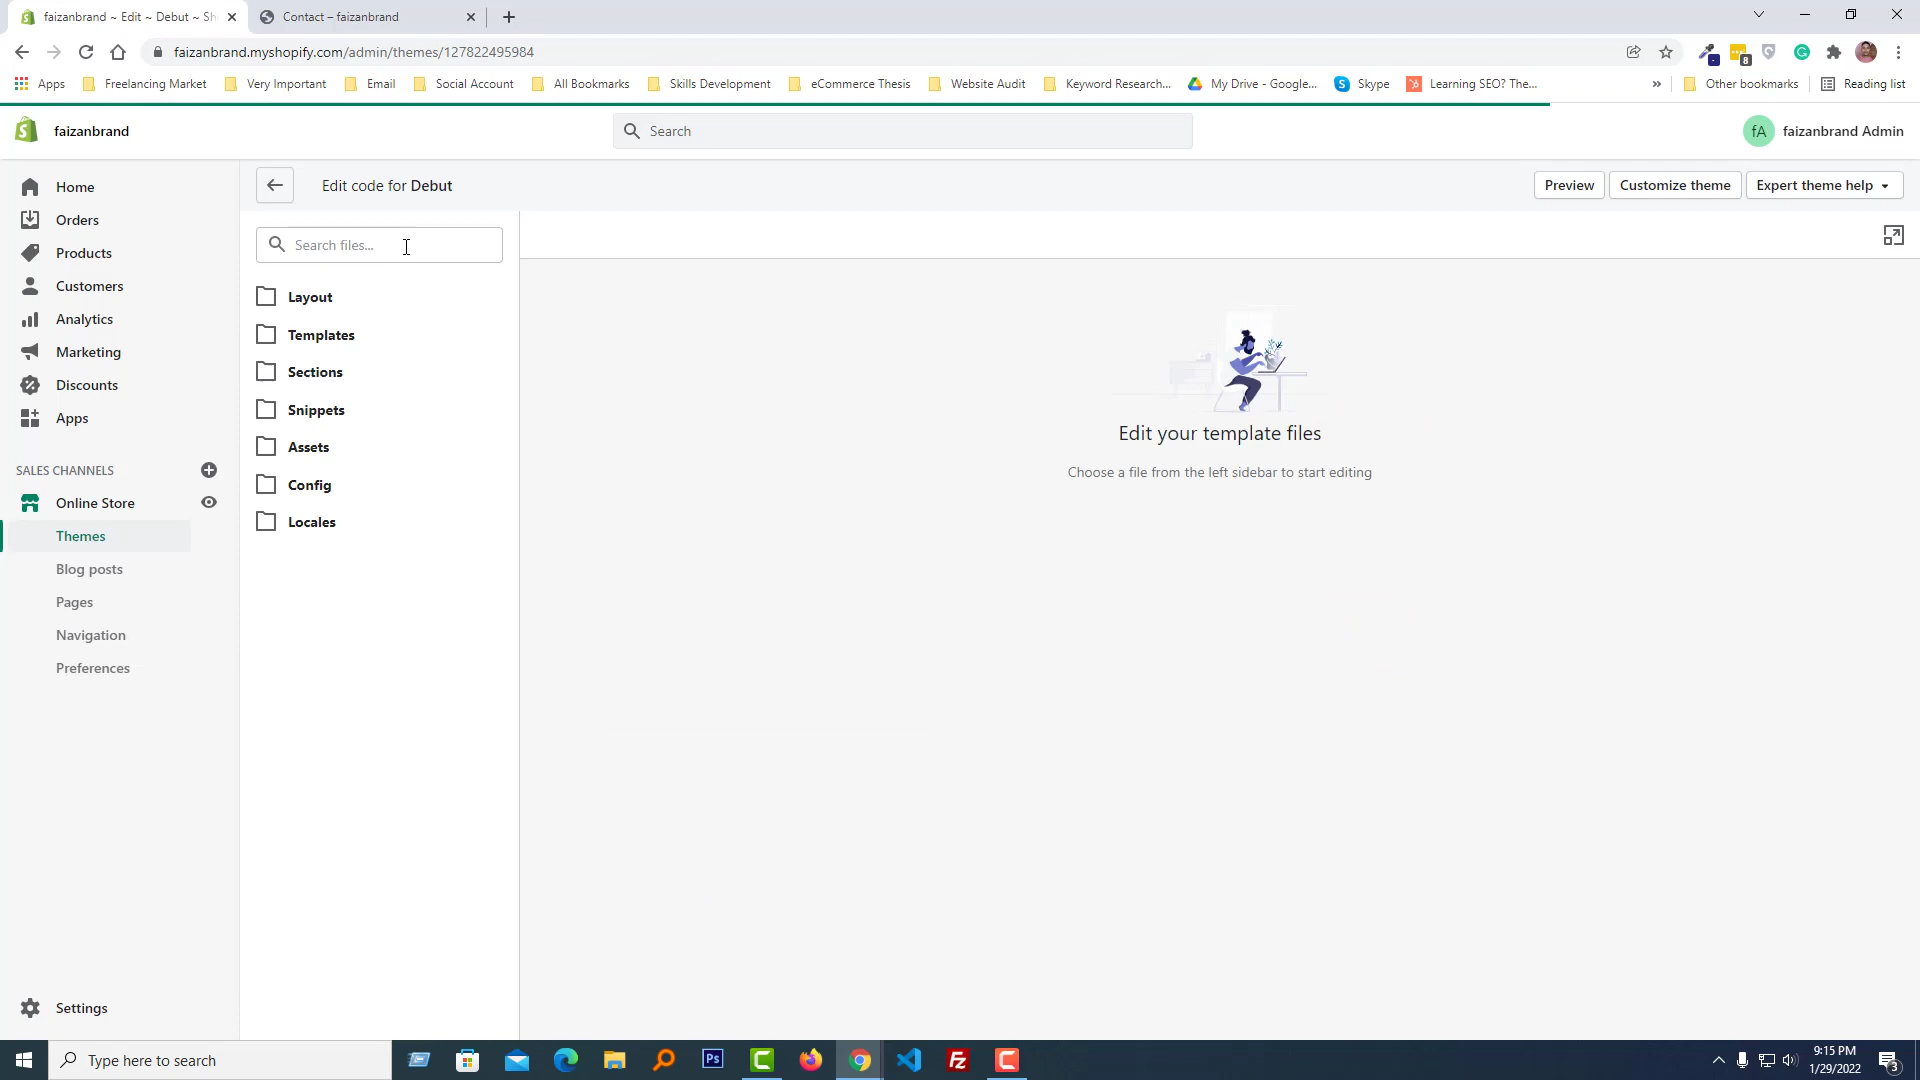 faizanbrand ~ Edit ~ Debut ~ Sh
Contact – faizanbrand
faizanbrand.myshopify.com/admin/themes/127822495984
8
Apps
Freelancing Market
Very Important
Email
Social Account
All Bookmarks
Skills Development
eCommerce Thesis
Website Audit
Keyword Research...
My Drive - Google...
Skype
Learning SEO? The...
»
Other bookmarks
Reading list
faizanbrand
Search
fA
faizanbrand Admin
Home
Orders
Products
Customers
Analytics
Marketing
Discounts
Apps
SALES CHANNELS
Online Store
Themes
Blog posts
Pages
Navigation
Preferences
Settings
Edit code for Debut
Preview
Customize theme
Expert theme help
Search files...
Layout
Templates
Sections
Snippets
Assets
Config
Locales
Edit your template files
Choose a file from the left sidebar to start editing
Type here to search
Ps
9:15 PM
1/29/2022
3